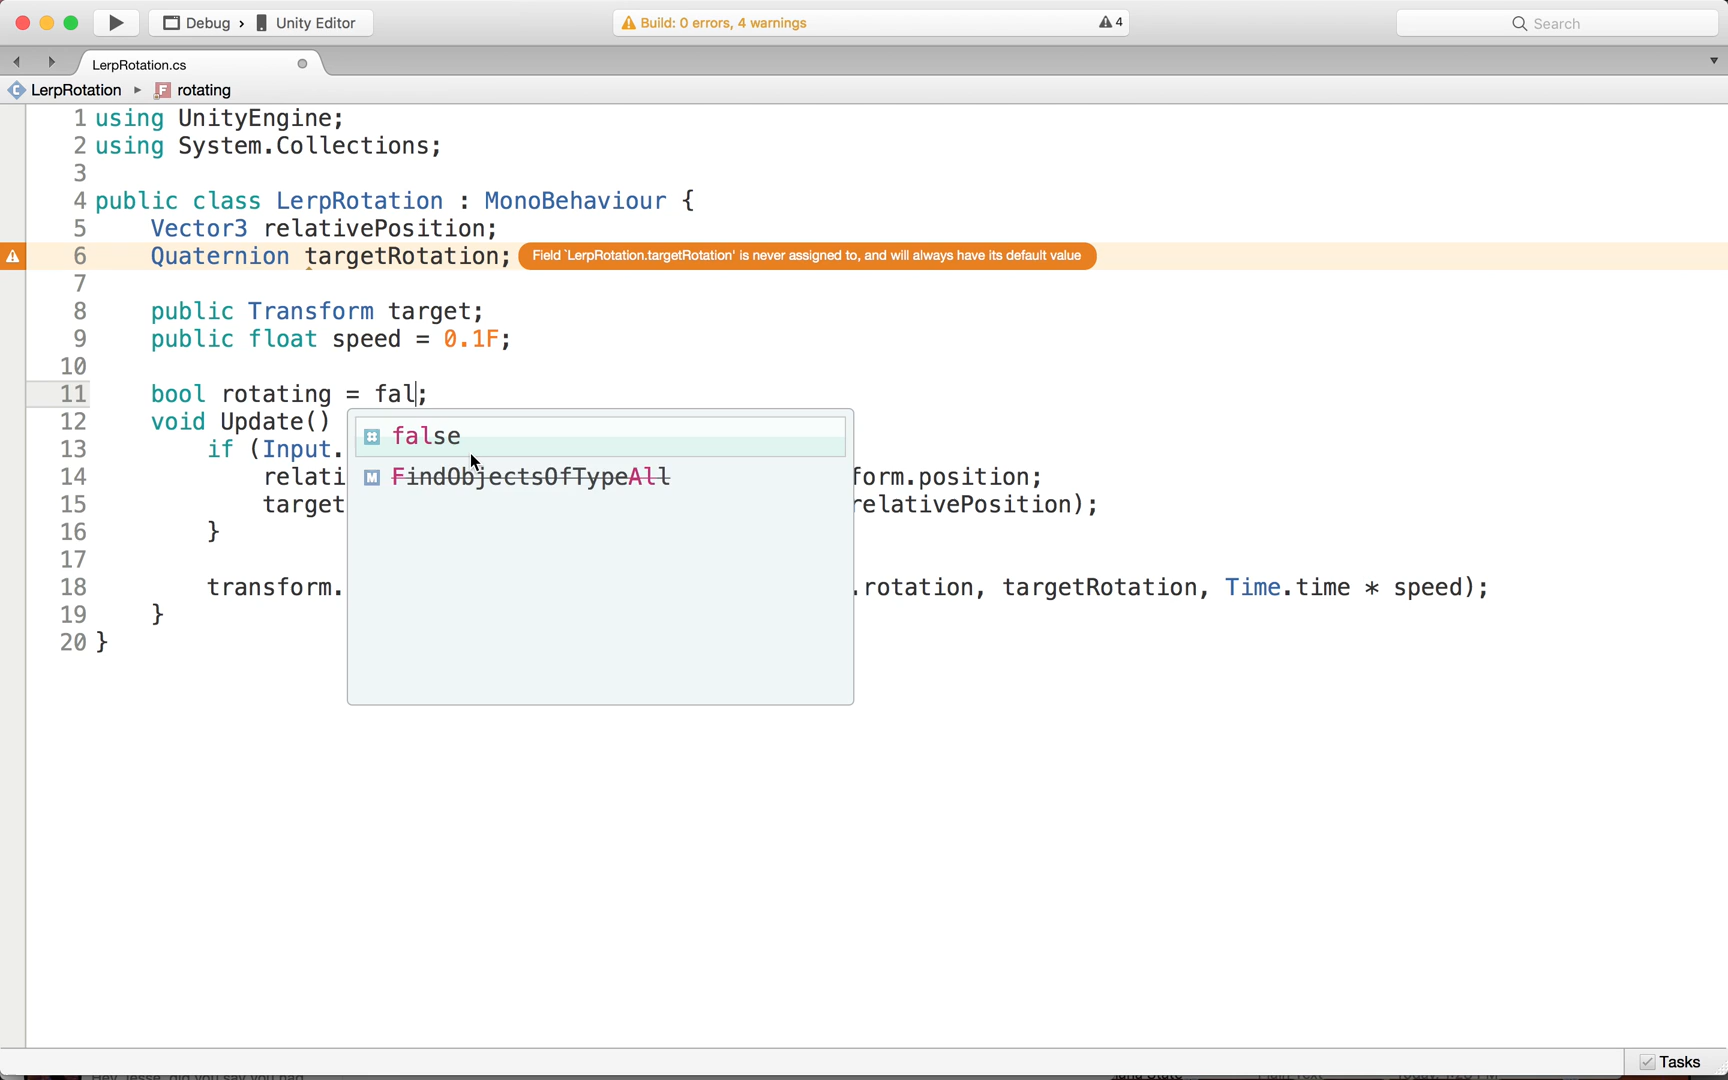 Debug › Unity Editor
Build: 0 errors, 4 warnings
4
Search
LerpRotation.cs
LerpRotation ▸ rotating
1 using UnityEngine;
2 using System.Collections;
3
4 public class LerpRotation : MonoBehaviour {
5 Vector3 relativePosition;
6 Quaternion targetRotation; Field `LerpRotation.targetRotation' is never assigned to, and will always have its default value
7
8 public Transform target;
9 public float speed = 0.1F;
10
11 bool rotating = fal;
12 void Update()
false
13 if (Input.
14 relati form.position;
FindObjectsOfTypeAll
15 target relativePosition);
16 }
17
18 transform. .rotation, targetRotation, Time.time * speed);
19 }
20 }
Tasks